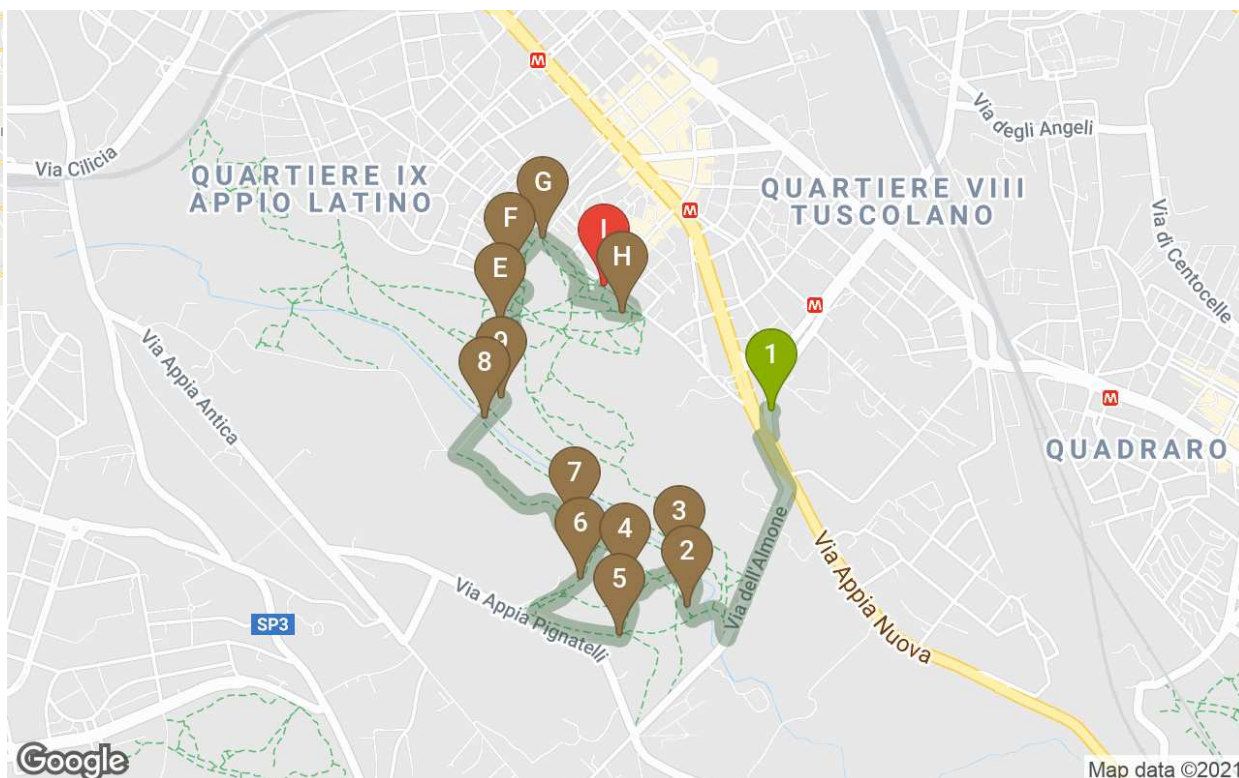 M
Via degli Angeli
Via Cilicia
QUARTIERE IX
APPIO LATINO
QUARTIERE VIII
TUSCOLANO
G
M
Via di Centocelle
F
I
H
E
M
1
9
8
Via Appia Antica
M
QUADRARO
7
3
6
4
2
5
Via dell'Almone
Via Appia Nuova
Via Appia Pignatelli
SP3
Google
Map data ©2021